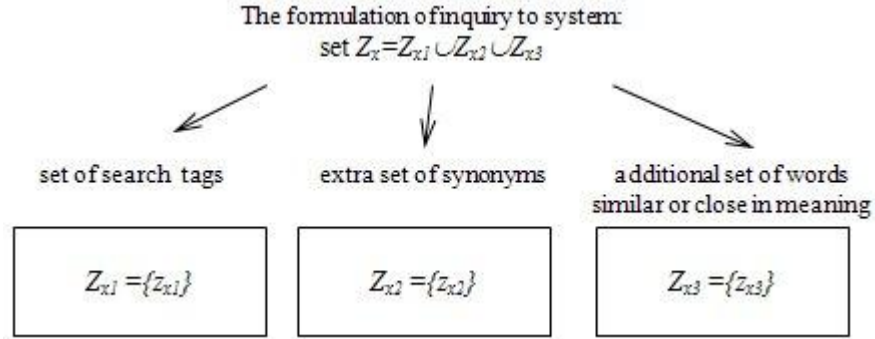 The formulation of inquiry to system:
set Zx=Zx1∪Zx2∪Zx3
set of search tags
extra set of synonyms
additional set of words
similar or close in meaning
Zx1 ={zx1}
Zx2 ={zx2}
Zx3 ={zx3}